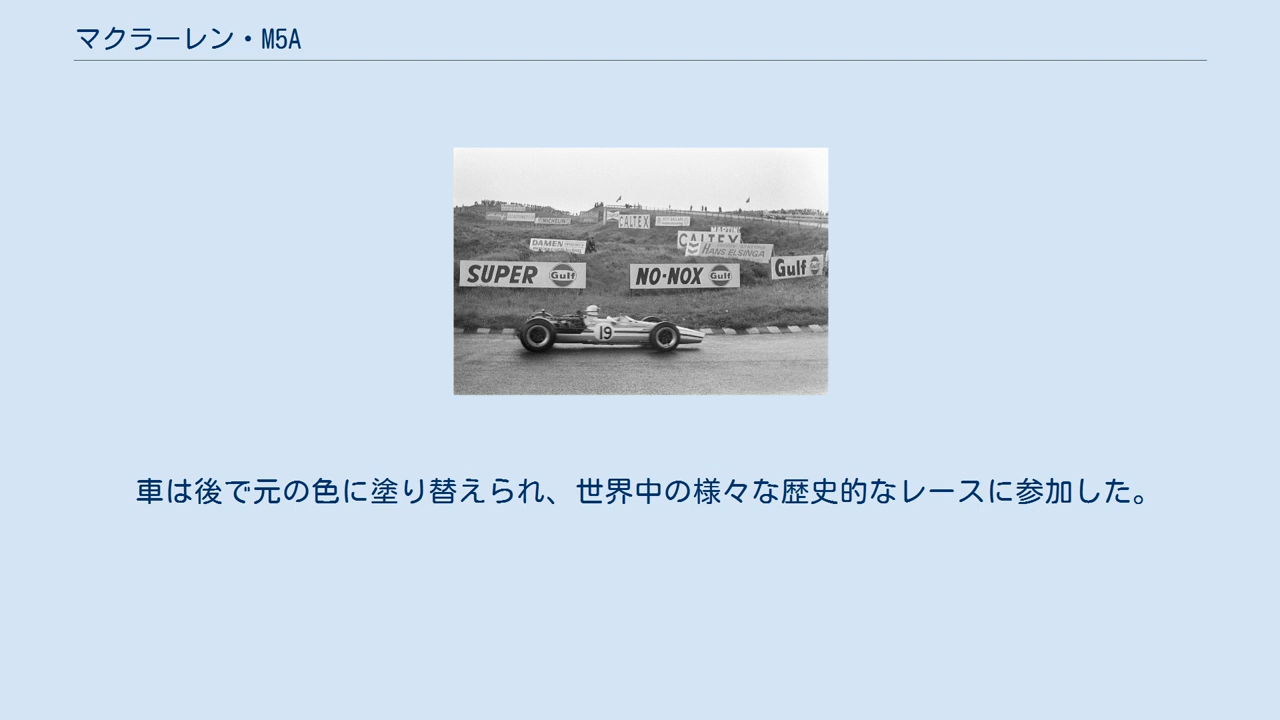 マクラーレン・M5A
CALTEX
MARTINI
CALTEX
DAMEN
HANS ELSINGA
SUPER Gulf
NO-NOX Gulf
Gulf
19
車は後で元の色に塗り替えられ、世界中の様々な歴史的なレースに参加した。